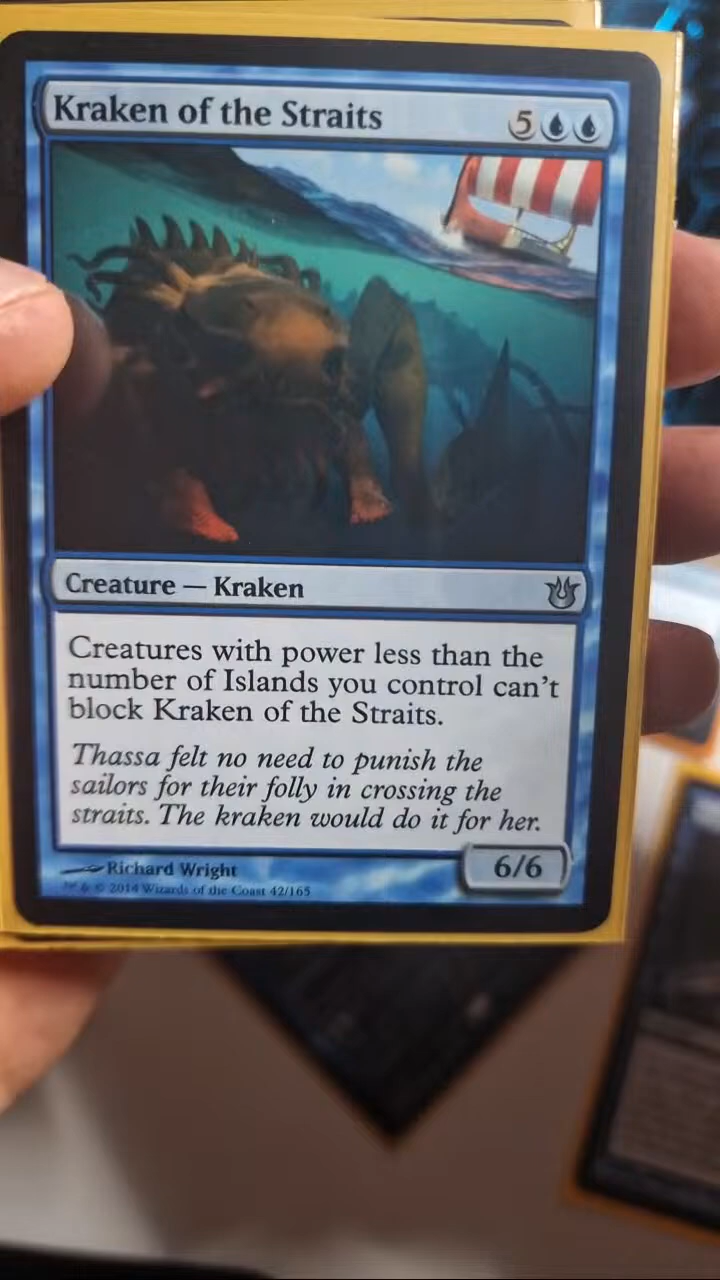 Kraken of the Straits
5
Creature — Kraken
Creatures with power less than the
number of Islands you control can't
block Kraken of the Straits.
Thassa felt no need to punish the
sailors for their folly in crossing the
straits. The kraken would do it for her.
6/6
Richard Wright
™ & © 2014 Wizards of the Coast 42/165